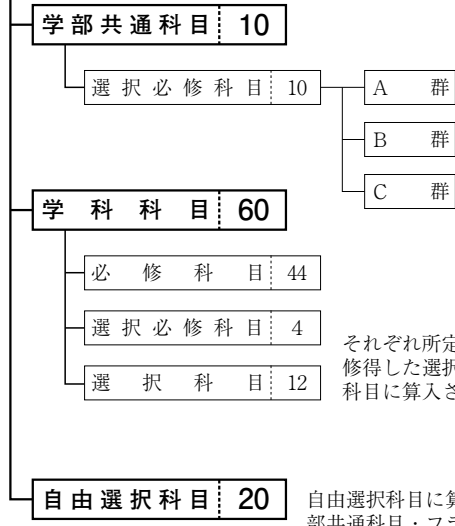 学部共通科目 10
選択必修科目 10
A 群
B 群
C 群
学科科目 60
必修科目 44
選択必修科目 4
選択科目 12
それぞれ所定
修得した選択
科目に算入さ
自由選択科目 20
自由選択科目に算
部共通科目・フラ